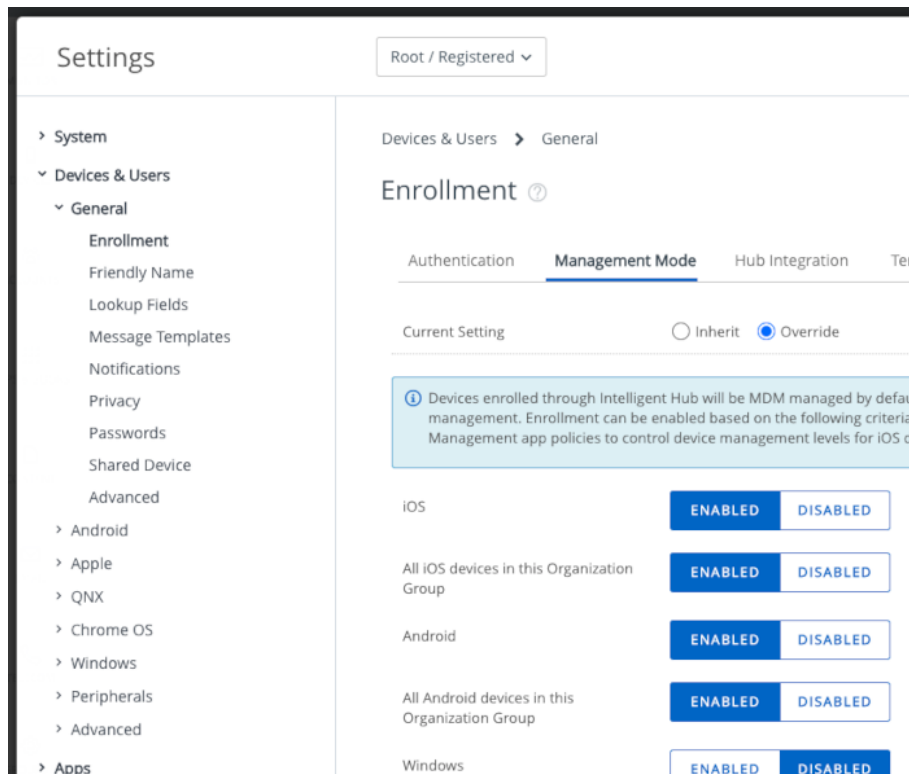 Settings
Root / Registered
System
Devices & Users
General
Enrollment
Friendly Name
Lookup Fields
Message Templates
Notifications
Privacy
Passwords
Shared Device
Advanced
Android
Apple
QNX
Chrome OS
Windows
Peripherals
Advanced
Apps
Devices & Users > General
Enrollment
Authentication Management Mode Hub Integration
Current Setting Inherit Override
Devices enrolled through Intelligent Hub will be MDM managed by
management. Enrollment can be enabled based on the following
Management app policies to control device management levels for iOS
iOS ENABLED DISABLED
All iOS devices in this Organization
Group
ENABLED DISABLED
Android ENABLED DISABLED
All Android devices in this
Organization Group
ENABLED DISABLED
Windows ENABLED DISABLED